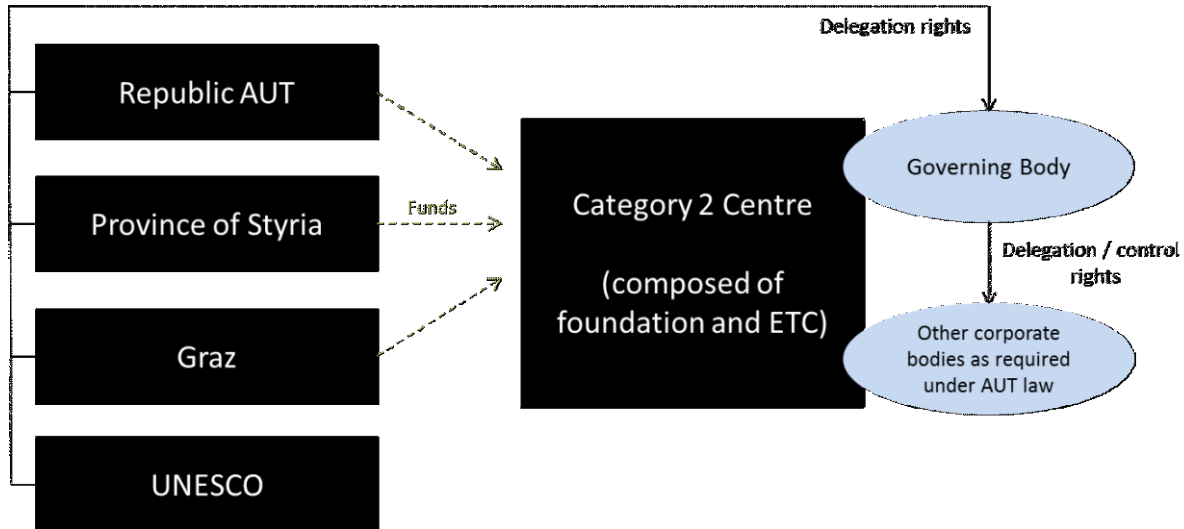 Delegation rights
Republic AUT
Province of Styria
Graz
UNESCO
Funds
Category 2 Centre
(composed of
foundation and ETC)
Governing Body
Delegation / control
rights
Other corporate
bodies as required
under AUT law